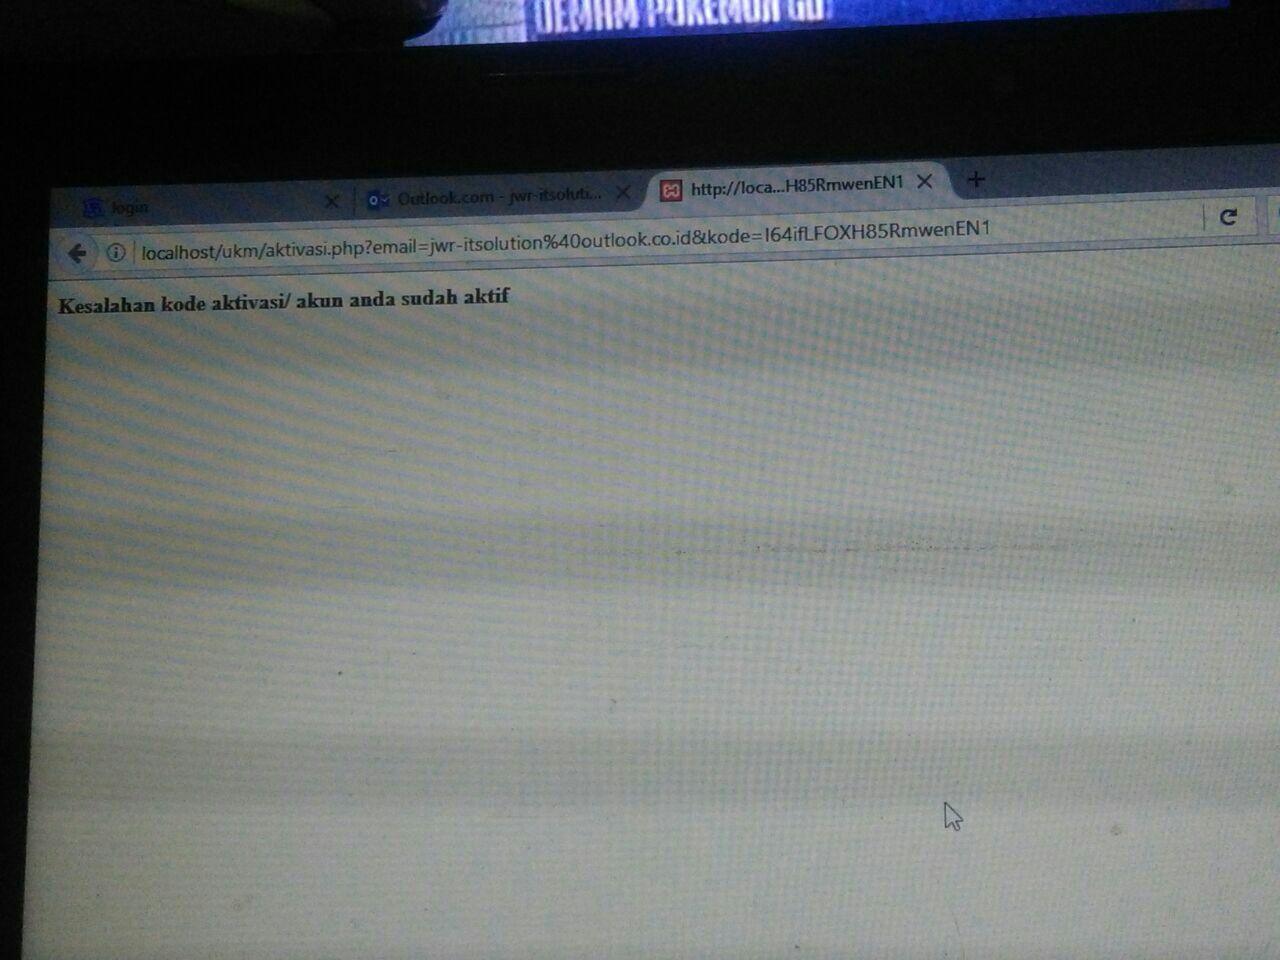 DEMAM POKEMON GO!
login
Outlook.com - jwr-itsoluti...
http://loca...H85RmwenEN1
localhost/ukm/aktivasi.php?email=jwr-itsolution%40outlook.co.id&kode=I64ifLFOXH85RmwenEN1
Kesalahan kode aktivasi/ akun anda sudah aktif